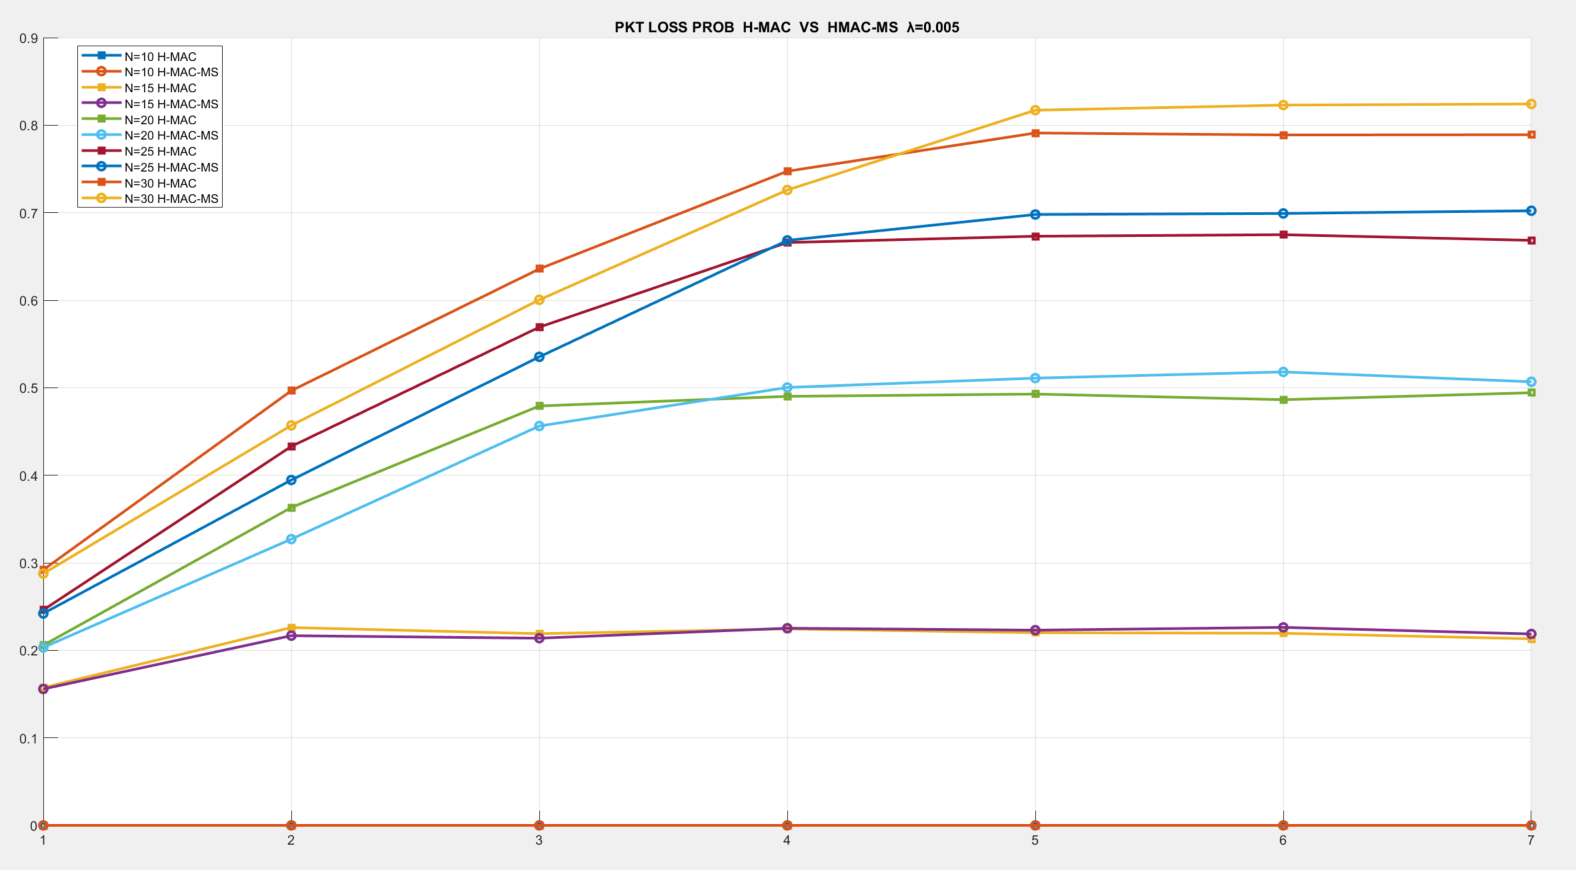 PKT LOSS PROB H-MAC VS HMAC-MS λ=0.005
N=10 H-MAC
N=10 H-MAC-MS
N=15 H-MAC
N=15 H-MAC-MS
N=20 H-MAC
N=20 H-MAC-MS
N=25 H-MAC
N=25 H-MAC-MS
N=30 H-MAC
N=30 H-MAC-MS
0.9
0.8
0.7
0.6
0.5
0.4
0.3
0.2
0.1
0
1 2 3 4 5 6 7